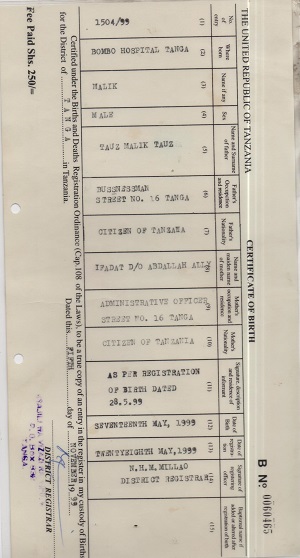 THE UNITED REPUBLIC OF TANZANIA
CERTIFICATE OF BIRTH
B No 0060465
No. of entry
Where born
Name if any
Sex
Name and Surname of father
Father's Occupation and residence
Father's Nationality
Name and maiden name of mother
Mother's occupation and residence
Mother's Nationality
Signature, description and residence of informant
Date of Birth
Date of registration
Signature of registering officer
Baptismal name if added or altered after registration of birth
(1)
(2)
(3)
(4)
(5)
(6)
(7)
(8)
(9)
(10)
(11)
(12)
(13)
(14)
(15)
1504/99
BOMBO HOSPITAL TANGA
MALIK
MALE
TAUZ MALIK TAUZ
BUSSNESSMAN
STREET NO. 16 TANGA
CITIZEN OF TANZANIA
IFADAT D/O ABDALLAH ALLY
ADMINISTRATIVE OFFICER
STREET NO. 16 TANGA
CITIZEN OF TANZANIA
AS PER REGISTRATION
OF BIRTH DATED
28.5.99
SEVENTEENTH MAY, 1999
TWENTYEIGHTH MAY, 1999
N.H.M. MILLAO
DISTRICT REGISTRAR
Certified under the Births and Deaths Registration Ordinance (Cap. 108 of the Laws), to be a true copy of an entry in the register in my custody of Births
for the District of TANGA in Tanzania.
Dated this FIFTH day of NOVEMBER 19 99
DISTRICT REGISTRAR
TANGA
Fee Paid Shs. 250/=